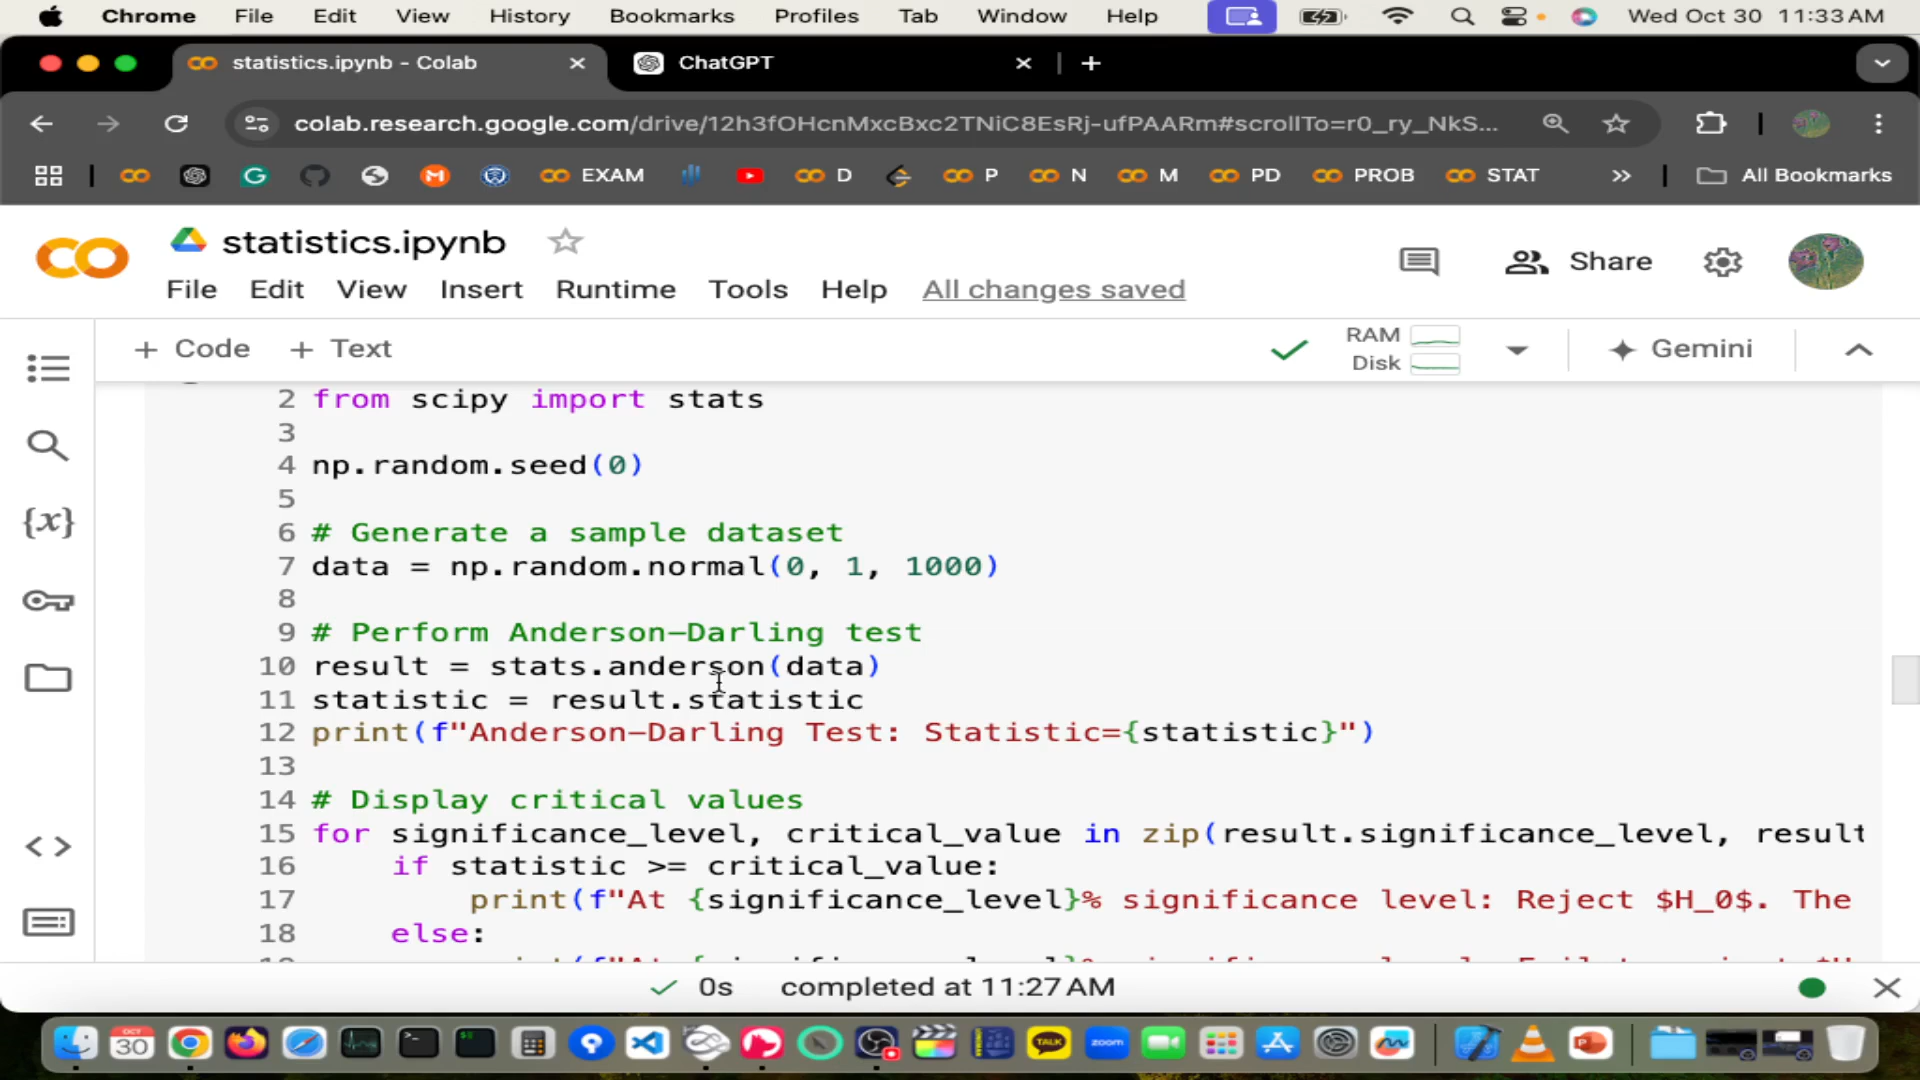 Chrome File Edit View History Bookmarks Profiles Tab Window Help Wed Oct 30 11:33 AM
statistics.ipynb - Colab ChatGPT
colab.research.google.com/drive/12h3fOHcnMxcBxc2TNiC8EsRj-ufPAARm#scrollTo=r0_ry_NkS...
EXAM D P N M PD PROB STAT All Bookmarks
statistics.ipynb
Share
File Edit View Insert Runtime Tools Help All changes saved
+ Code + Text RAM Disk Gemini
2 from scipy import stats
3
4 np.random.seed(0)
5
6 # Generate a sample dataset
7 data = np.random.normal(0, 1, 1000)
8
9 # Perform Anderson–Darling test
10 result = stats.anderson(data)
11 statistic = result.statistic
12 print(f"Anderson–Darling Test: Statistic={statistic}")
13
14 # Display critical values
15 for significance_level, critical_value in zip(result.significance_level, result
16 if statistic >= critical_value:
17 print(f"At {significance_level}% significance level: Reject $H_0$. The
18 else:
0s completed at 11:27 AM
OCT 30 TALK zoom